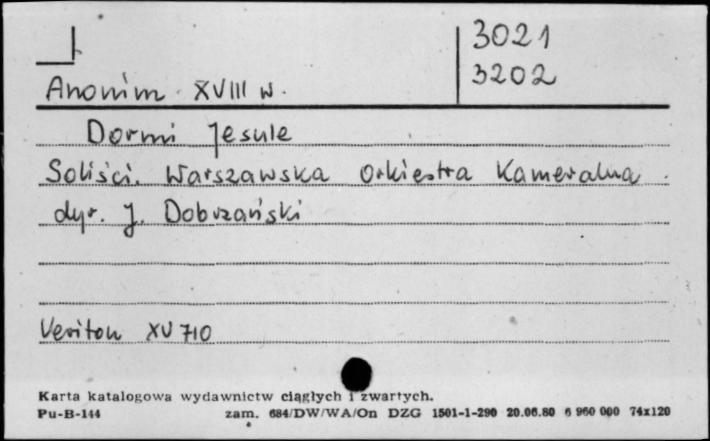 3021
3202
Anonim XVIII w.
Dormi Jesule
Soliści. Warszawska Orkiestra Kameralna.
dyr. J. Dobrzański
Veriton XV 710
Karta katalogowa wydawnictw ciągłych i zwartych.
Pu-B-144 zam. 684/DW/WA/On DZG 1501-1-290 20.06.80 6 960 000 74x120